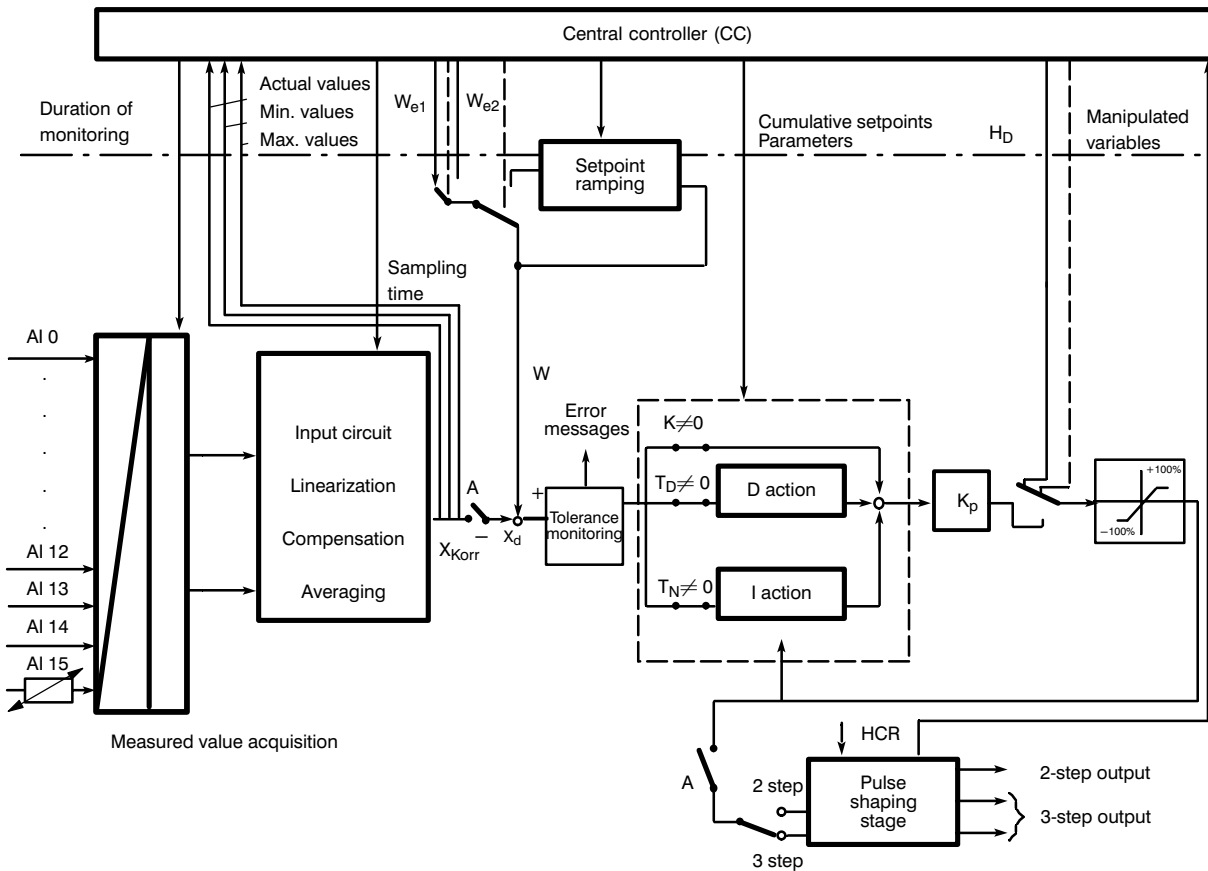 Central controller (CC)
Duration of
monitoring
Actual values
Min. values
Max. values
We1
We2
Cumulative setpoints
Parameters
HD
Manipulated
variables
Setpoint
ramping
Sampling
time
AI 0
W
Error
messages
Input circuit
Linearization
Compensation
Averaging
A
XKorr
−
Xd
+
Tolerance
monitoring
K≠0
TD≠ 0
D action
TN≠ 0
I action
Kp
+100%
−100%
AI 12
AI 13
AI 14
AI 15
Measured value acquisition
HCR
A
2 step
3 step
Pulse
shaping
stage
2-step output
3-step output